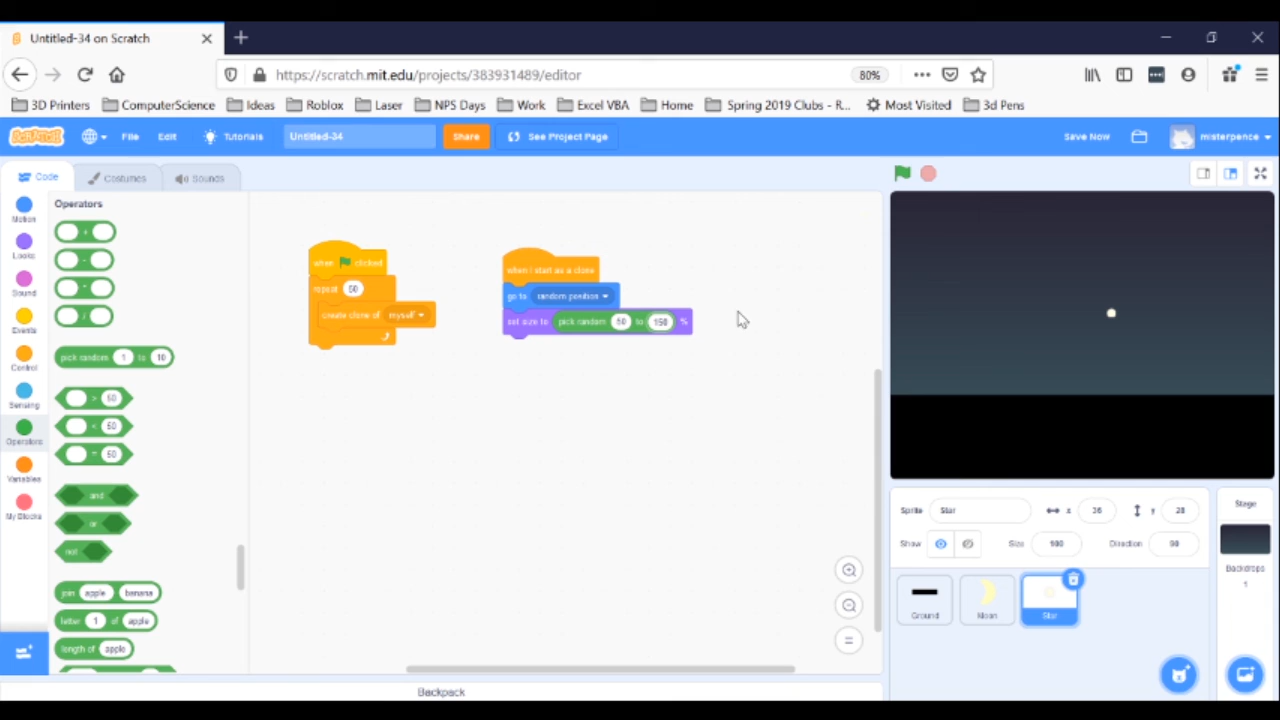 Untitled-34 on Scratch
https://scratch.mit.edu/projects/383931489/editor
80%
3D Printers ComputerScience Ideas Roblox Laser NPS Days Work Excel VBA Home Spring 2019 Clubs - R... Most Visited 3d Pens
SCRATCH File Edit Tutorials Untitled-34 Share See Project Page Save Now misterpence
Code Costumes Sounds
Motion
Looks
Sound
Events
Control
Sensing
Operators
Variables
My Blocks
Operators
+
-
*
/
pick random 1 to 10
> 50
< 50
= 50
and
or
not
join apple banana
letter 1 of apple
length of apple
when clicked
repeat 50
create clone of myself
when I start as a clone
go to random position
set size to pick random 50 to 150 %
Sprite Star x 36 y 28
Show Size 100 Direction 90
Ground Moon Star
Stage
Backdrops
1
Backpack